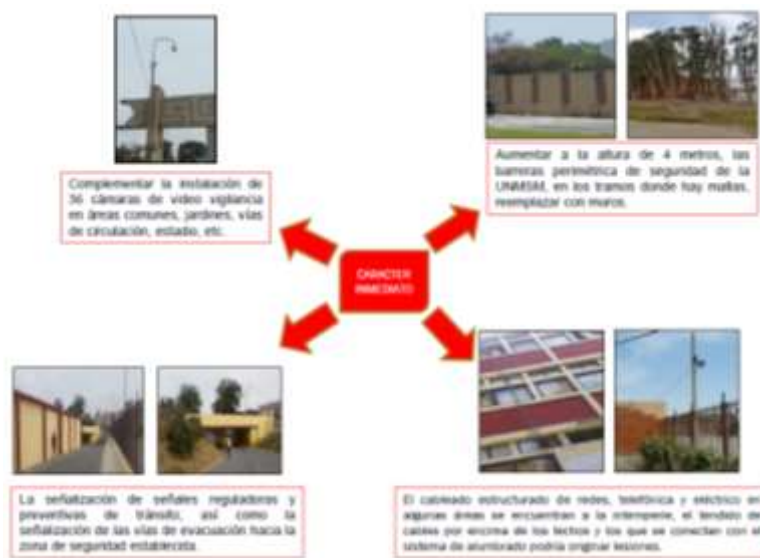 Complementar la instalación de
36 cámaras de video vigilancia
en áreas comunes, jardines, vías
de circulación, estadio, etc.
Aumentar a la altura de 4 metros, las
barreras perimétrica de seguridad de la
UNMSM, en los tramos donde hay mallas,
reemplazar con muros.
CARÁCTER
INMEDIATO
La señalización de señales reguladoras y
preventivas de tránsito, así como la
señalización de las vías de evacuación hacia la
zona de seguridad establecida.
El cableado estructurado de redes, telefónica y eléctrico en
algunas áreas se encuentran a la intemperie, el tendido de
cables por encima de los techos y los que se conectan con el
sistema de alumbrado podría originar lesiones.